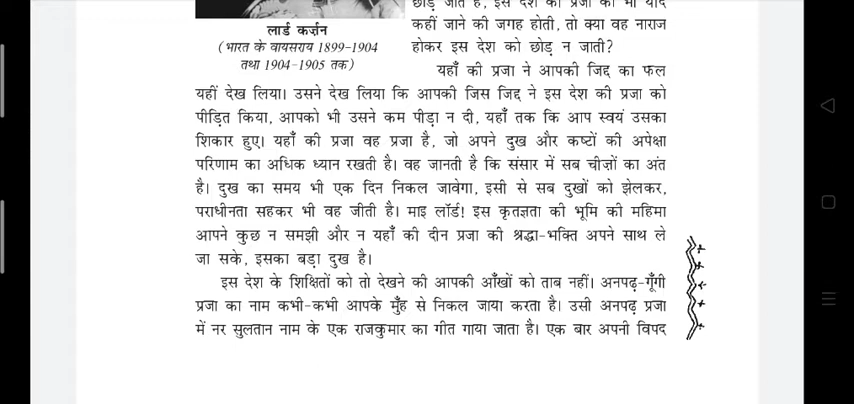 छोड़ जाते हैं, इस देश की प्रजा को भी यदि
कहीं जाने की जगह होती, तो क्या वह नाराज
होकर इस देश को छोड़ न जाती?
लार्ड कर्ज़न
(भारत के वायसराय 1899-1904
तथा 1904-1905 तक)
यहाँ की प्रजा ने आपकी जिद्द का फल
यहीं देख लिया। उसने देख लिया कि आपकी जिस जिद्द ने इस देश की प्रजा को
पीड़ित किया, आपको भी उसने कम पीड़ा न दी, यहाँ तक कि आप स्वयं उसका
शिकार हुए। यहाँ की प्रजा वह प्रजा है, जो अपने दुख और कष्टों की अपेक्षा
परिणाम का अधिक ध्यान रखती है। वह जानती है कि संसार में सब चीज़ों का अंत
है। दुख का समय भी एक दिन निकल जावेगा, इसी से सब दुखों को झेलकर,
पराधीनता सहकर भी वह जीती है। माइ लॉर्ड! इस कृतज्ञता की भूमि की महिमा
आपने कुछ न समझी और न यहाँ की दीन प्रजा की श्रद्धा-भक्ति अपने साथ ले
जा सके, इसका बड़ा दुख है।
इस देश के शिक्षितों को तो देखने की आपकी आँखों को ताब नहीं। अनपढ़-गूँगी
प्रजा का नाम कभी-कभी आपके मुँह से निकल जाया करता है। उसी अनपढ़ प्रजा
में नर सुलतान नाम के एक राजकुमार का गीत गाया जाता है। एक बार अपनी विपद